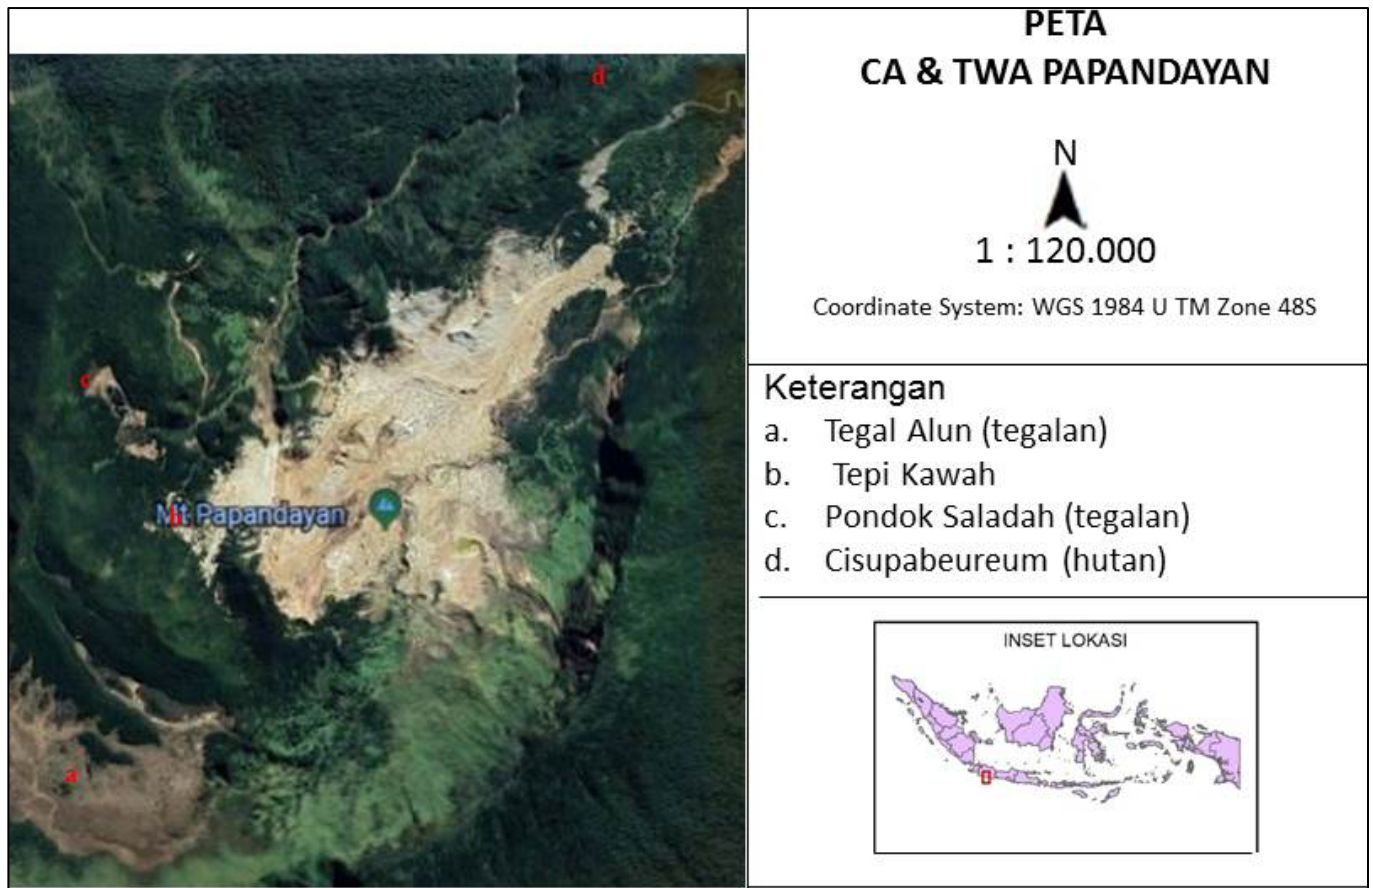 PETA
CA & TWA PAPANDAYAN
N
1 : 120.000
Coordinate System: WGS 1984 U TM Zone 48S
Keterangan
a. Tegal Alun (tegalan)
b. Tepi Kawah
c. Pondok Saladah (tegalan)
d. Cisupabeureum (hutan)
INSET LOKASI
d
c
b
Mt Papandayan
a